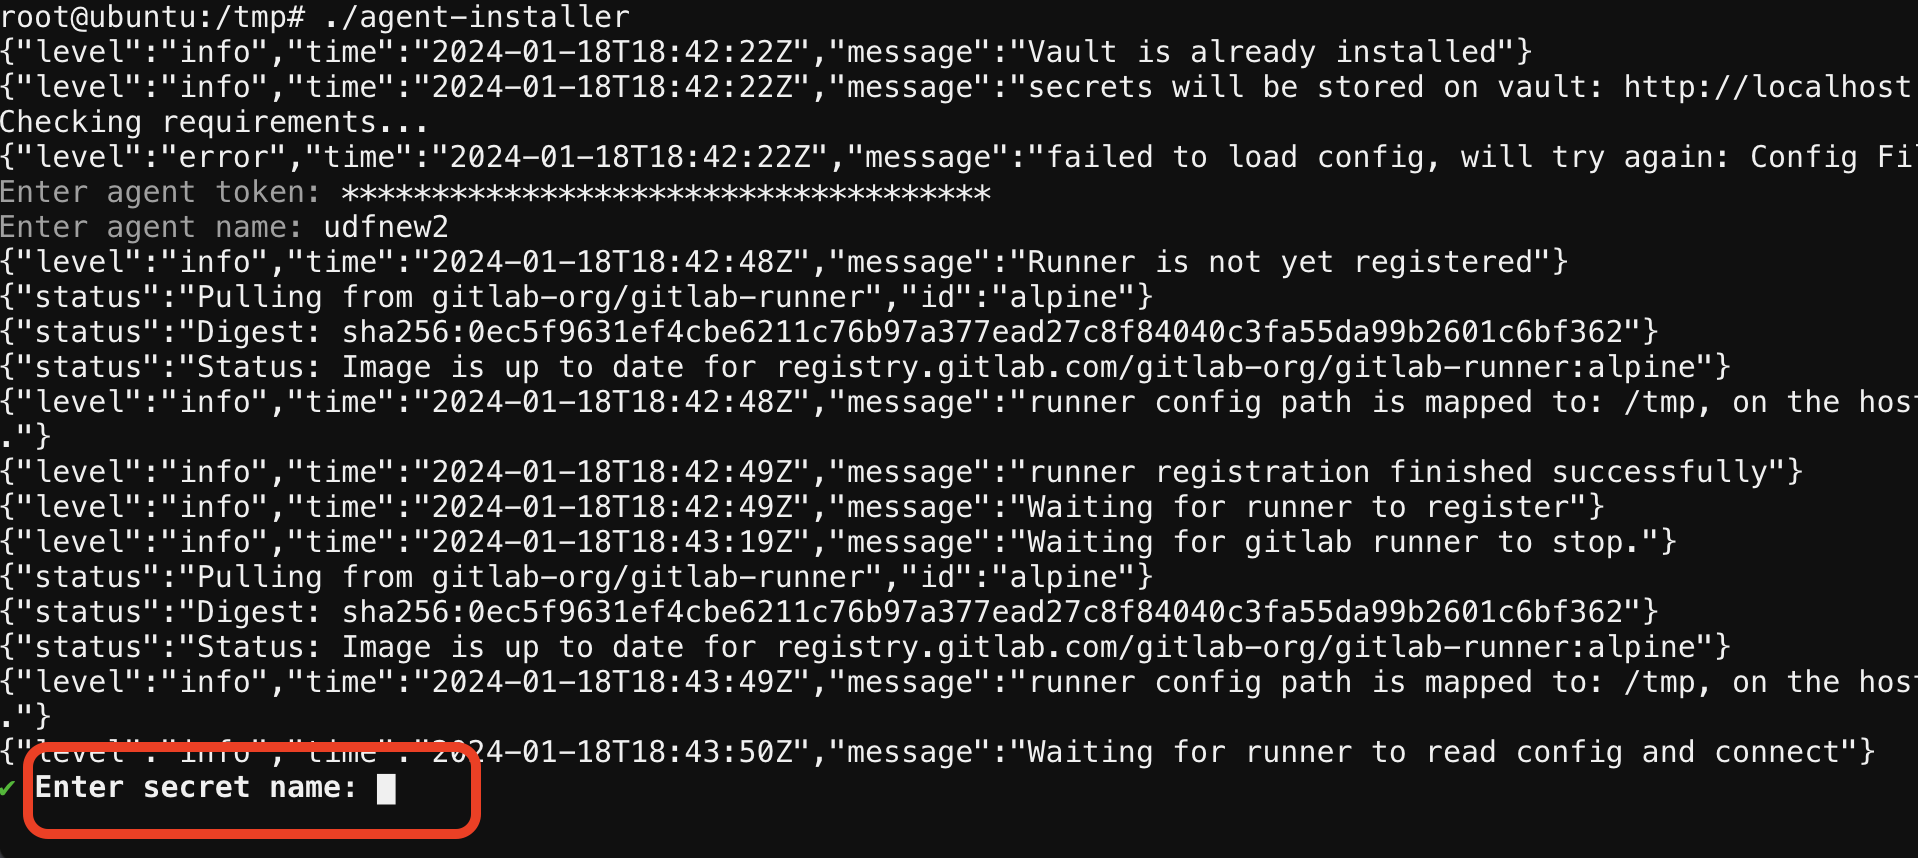 root@ubuntu:/tmp# ./agent-installer
{"level":"info","time":"2024-01-18T18:42:22Z","message":"Vault is already installed"}
{"level":"info","time":"2024-01-18T18:42:22Z","message":"secrets will be stored on vault: http://localhost
Checking requirements...
{"level":"error","time":"2024-01-18T18:42:22Z","message":"failed to load config, will try again: Config Fil
Enter agent token: ************************************
Enter agent name: udfnew2
{"level":"info","time":"2024-01-18T18:42:48Z","message":"Runner is not yet registered"}
{"status":"Pulling from gitlab-org/gitlab-runner","id":"alpine"}
{"status":"Digest: sha256:0ec5f9631ef4cbe6211c76b97a377ead27c8f84040c3fa55da99b2601c6bf362"}
{"status":"Status: Image is up to date for registry.gitlab.com/gitlab-org/gitlab-runner:alpine"}
{"level":"info","time":"2024-01-18T18:42:48Z","message":"runner config path is mapped to: /tmp, on the host
."}
{"level":"info","time":"2024-01-18T18:42:49Z","message":"runner registration finished successfully"}
{"level":"info","time":"2024-01-18T18:42:49Z","message":"Waiting for runner to register"}
{"level":"info","time":"2024-01-18T18:43:19Z","message":"Waiting for gitlab runner to stop."}
{"status":"Pulling from gitlab-org/gitlab-runner","id":"alpine"}
{"status":"Digest: sha256:0ec5f9631ef4cbe6211c76b97a377ead27c8f84040c3fa55da99b2601c6bf362"}
{"status":"Status: Image is up to date for registry.gitlab.com/gitlab-org/gitlab-runner:alpine"}
{"level":"info","time":"2024-01-18T18:43:49Z","message":"runner config path is mapped to: /tmp, on the host
."}
{"level":"info","time":"2024-01-18T18:43:50Z","message":"Waiting for runner to read config and connect"}
✔ Enter secret name: